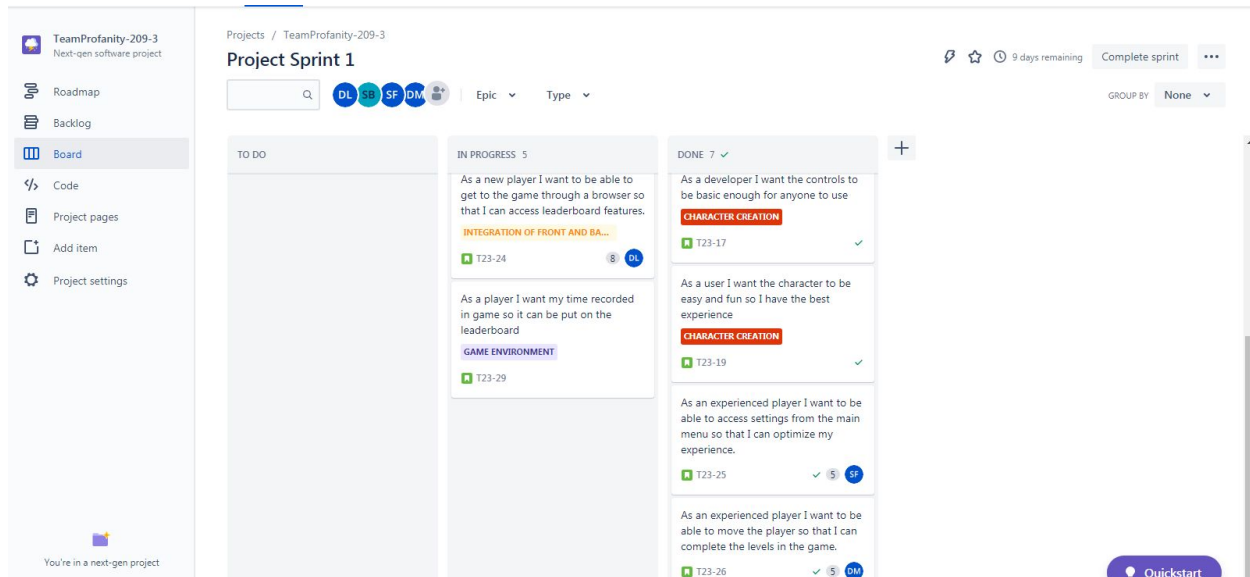 TeamProfanity-209-3
Next-gen software project
Roadmap
Backlog
Board
Code
Project pages
Add item
Project settings
You're in a next-gen project
Projects / TeamProfanity-209-3
Project Sprint 1
9 days remaining
Complete sprint
DL SB SF DM
Epic
Type
GROUP BY None
TO DO
IN PROGRESS 5
As a new player I want to be able to
get to the game through a browser so
that I can access leaderboard features.
INTEGRATION OF FRONT AND BA...
T23-24 8 DL
As a player I want my time recorded
in game so it can be put on the
leaderboard
GAME ENVIRONMENT
T23-29
DONE 7
As a developer I want the controls to
be basic enough for anyone to use
CHARACTER CREATION
T23-17
As a user I want the character to be
easy and fun so I have the best
experience
CHARACTER CREATION
T23-19
As an experienced player I want to be
able to access settings from the main
menu so that I can optimize my
experience.
T23-25 5 SF
As an experienced player I want to be
able to move the player so that I can
complete the levels in the game.
T23-26 5 DM
Quickstart